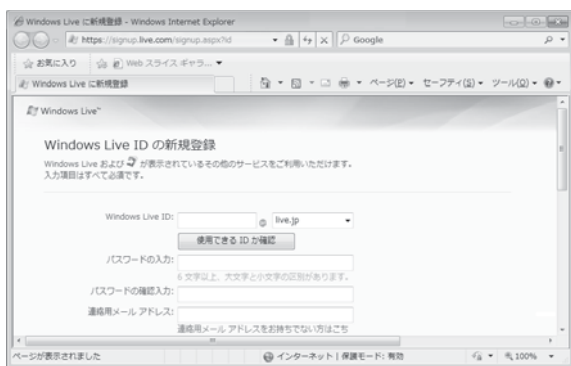 Windows Live に新規登録 - Windows Internet Explorer
https://signup.live.com/signup.aspx?id
Google
お気に入り Web スライス ギャラ...
Windows Live に新規登録 ページ(P) セーフティ(S) ツール(O)
Windows Live™
Windows Live ID の新規登録
Windows Live および が表示されているその他のサービスをご利用いただけます。
入力項目はすべて必須です。
Windows Live ID: @ live.jp
使用できる ID か確認
パスワードの入力:
6 文字以上、大文字と小文字の区別があります。
パスワードの確認入力:
連絡用メール アドレス:
連絡用メール アドレスをお持ちでない方はこち
ページが表示されました インターネット | 保護モード: 有効 100%